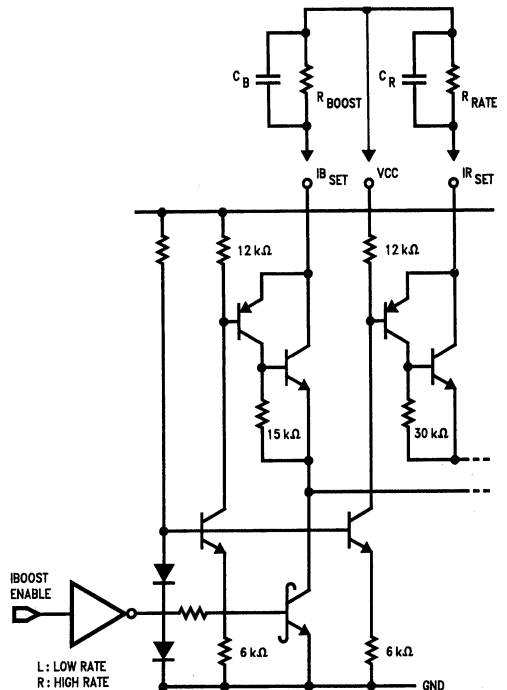 C B
R BOOST
C R
R RATE
IB SET
VCC
IR SET
12 kΩ
12 kΩ
15 kΩ
30 kΩ
IBOOST
ENABLE
6 kΩ
6 kΩ
L : LOW RATE
R : HIGH RATE
GND